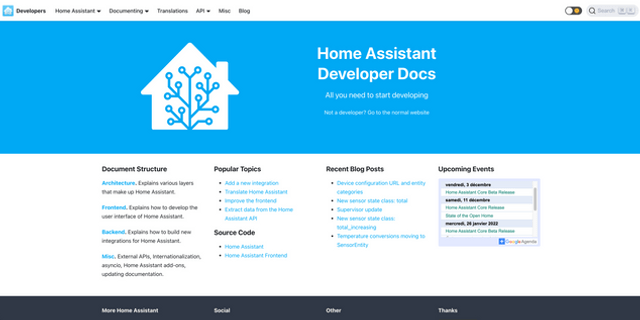 Developers
Home Assistant
Documenting
Translations
API
Misc
Blog
Search
Home Assistant
Developer Docs
All you need to start developing
Not a developer? Go to the normal website
Document Structure
Architecture. Explains various layers
that make up Home Assistant.
Frontend. Explains how to develop the
user interface of Home Assistant.
Backend. Explains how to build new
integrations for Home Assistant.
Misc. External APIs, Internationalization,
asyncio, Home Assistant add-ons,
updating documentation.
Popular Topics
Add a new integration
Translate Home Assistant
Improve the frontend
Extract data from the Home
Assistant API
Source Code
Home Assistant
Home Assistant Frontend
Recent Blog Posts
Device configuration URL and entity
categories
New sensor state class: total
Supervisor update
New sensor state class:
total_increasing
Temperature conversions moving to
SensorEntity
Upcoming Events
vendredi, 3 décembre
Home Assistant Core Beta Release
samedi, 11 décembre
Home Assistant Core Release
State of the Open Home
mercredi, 26 janvier 2022
Home Assistant Core Beta Release
Google Agenda
More Home Assistant
Social
Other
Thanks